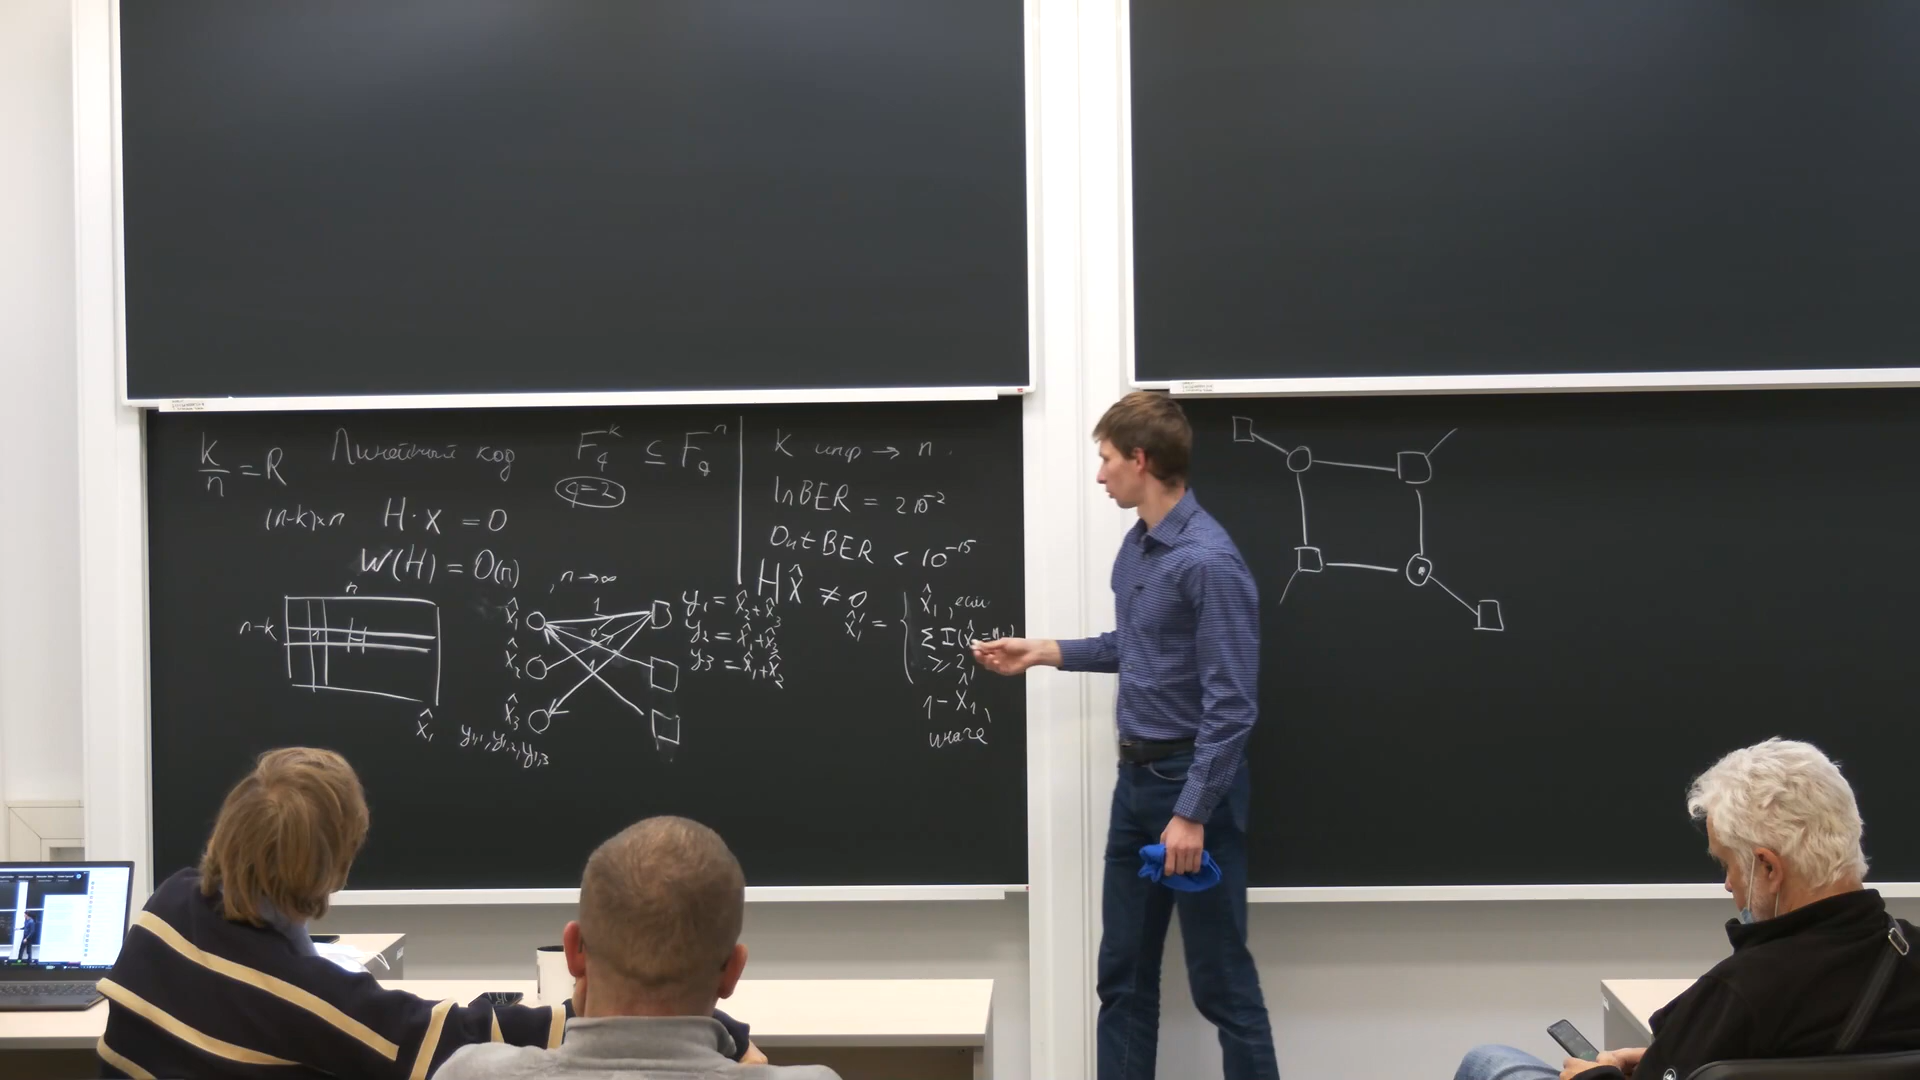 k/n = R
Линейный код
F_q^k ⊆ F_q^n
q=2
(n-k)×n H·x = 0
W(H) = O(n)
, n→∞
n
n-k
H
x̂₁
x̂₁
x̂₂
x̂₃
1
0
1
y₁,₁, y₁,₂, y₁,₃
y₁ = x̂₂+x̂₃
y₂ = x̂₁+x̂₃
y₃ = x̂₁+x̂₂
k инф → n.
InBER = 2 10⁻²
OutBER < 10⁻¹⁵
Hx̂ ≠ 0
x̂₁' =
x̂₁, если
≥ 2,
1-x̂₁,
иначе